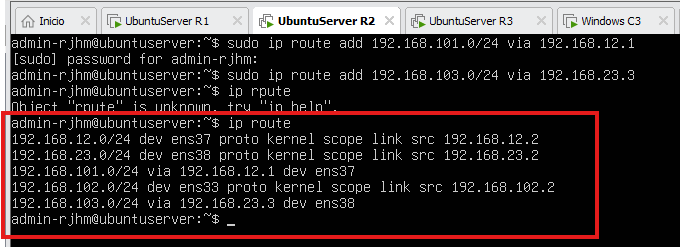 Inicio UbuntuServer R1 UbuntuServer R2 UbuntuServer R3 Windows C3
admin-rjhm@ubuntuserver:~$ sudo ip route add 192.168.101.0/24 via 192.168.12.1
[sudo] password for admin-rjhm:
admin-rjhm@ubuntuserver:~$ sudo ip route add 192.168.103.0/24 via 192.168.23.3
admin-rjhm@ubuntuserver:~$ ip rpute
Object "rpute" is unknown, try "ip help".
admin-rjhm@ubuntuserver:~$ ip route
192.168.12.0/24 dev ens37 proto kernel scope link src 192.168.12.2
192.168.23.0/24 dev ens38 proto kernel scope link src 192.168.23.2
192.168.101.0/24 via 192.168.12.1 dev ens37
192.168.102.0/24 dev ens33 proto kernel scope link src 192.168.102.2
192.168.103.0/24 via 192.168.23.3 dev ens38
admin-rjhm@ubuntuserver:~$ _